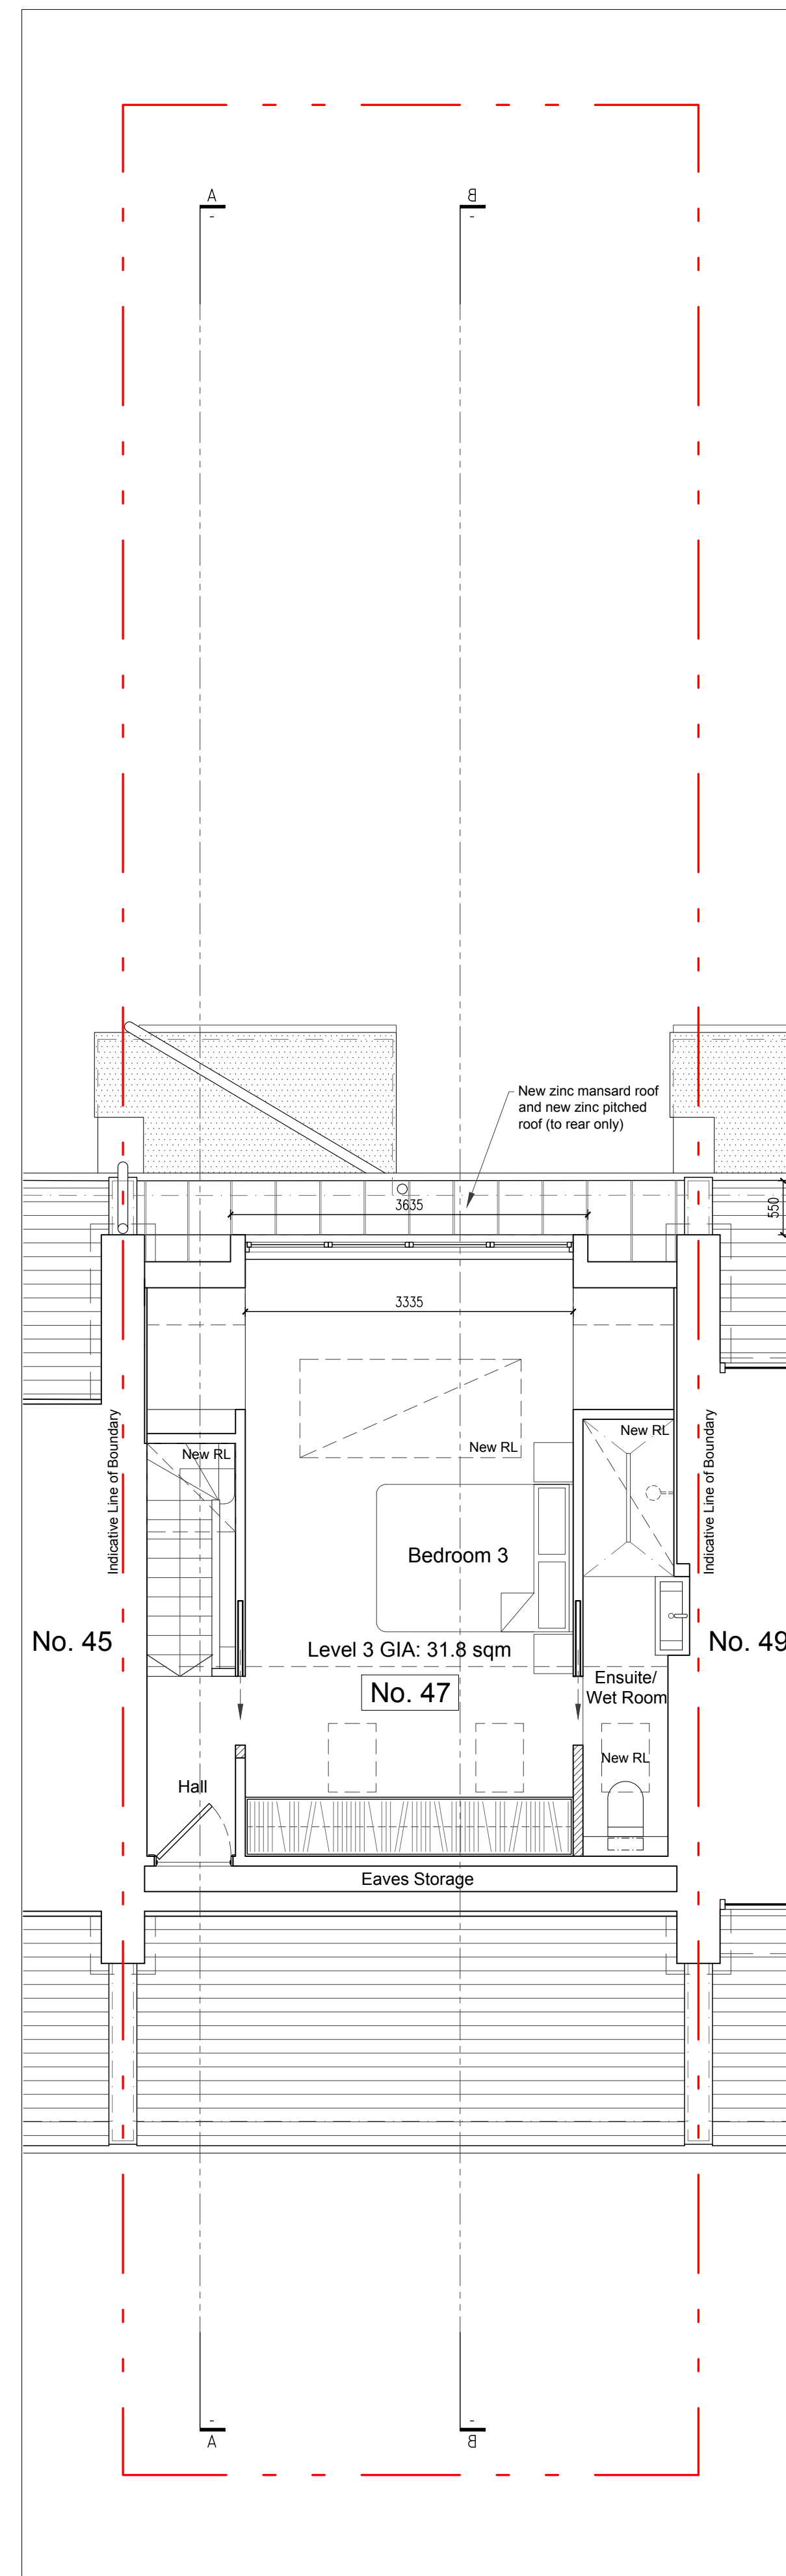 A
B
-
-
New zinc mansard roof
and new zinc pitched
roof (to rear only)
3635
550
3335
New RL
New RL
New RL
Indicative Line of Boundary
Indicative Line of Boundary
Bedroom 3
No. 45
Level 3 GIA: 31.8 sqm
No. 49
No. 47
Ensuite/
Wet Room
New RL
Hall
Eaves Storage
-
-
A
B